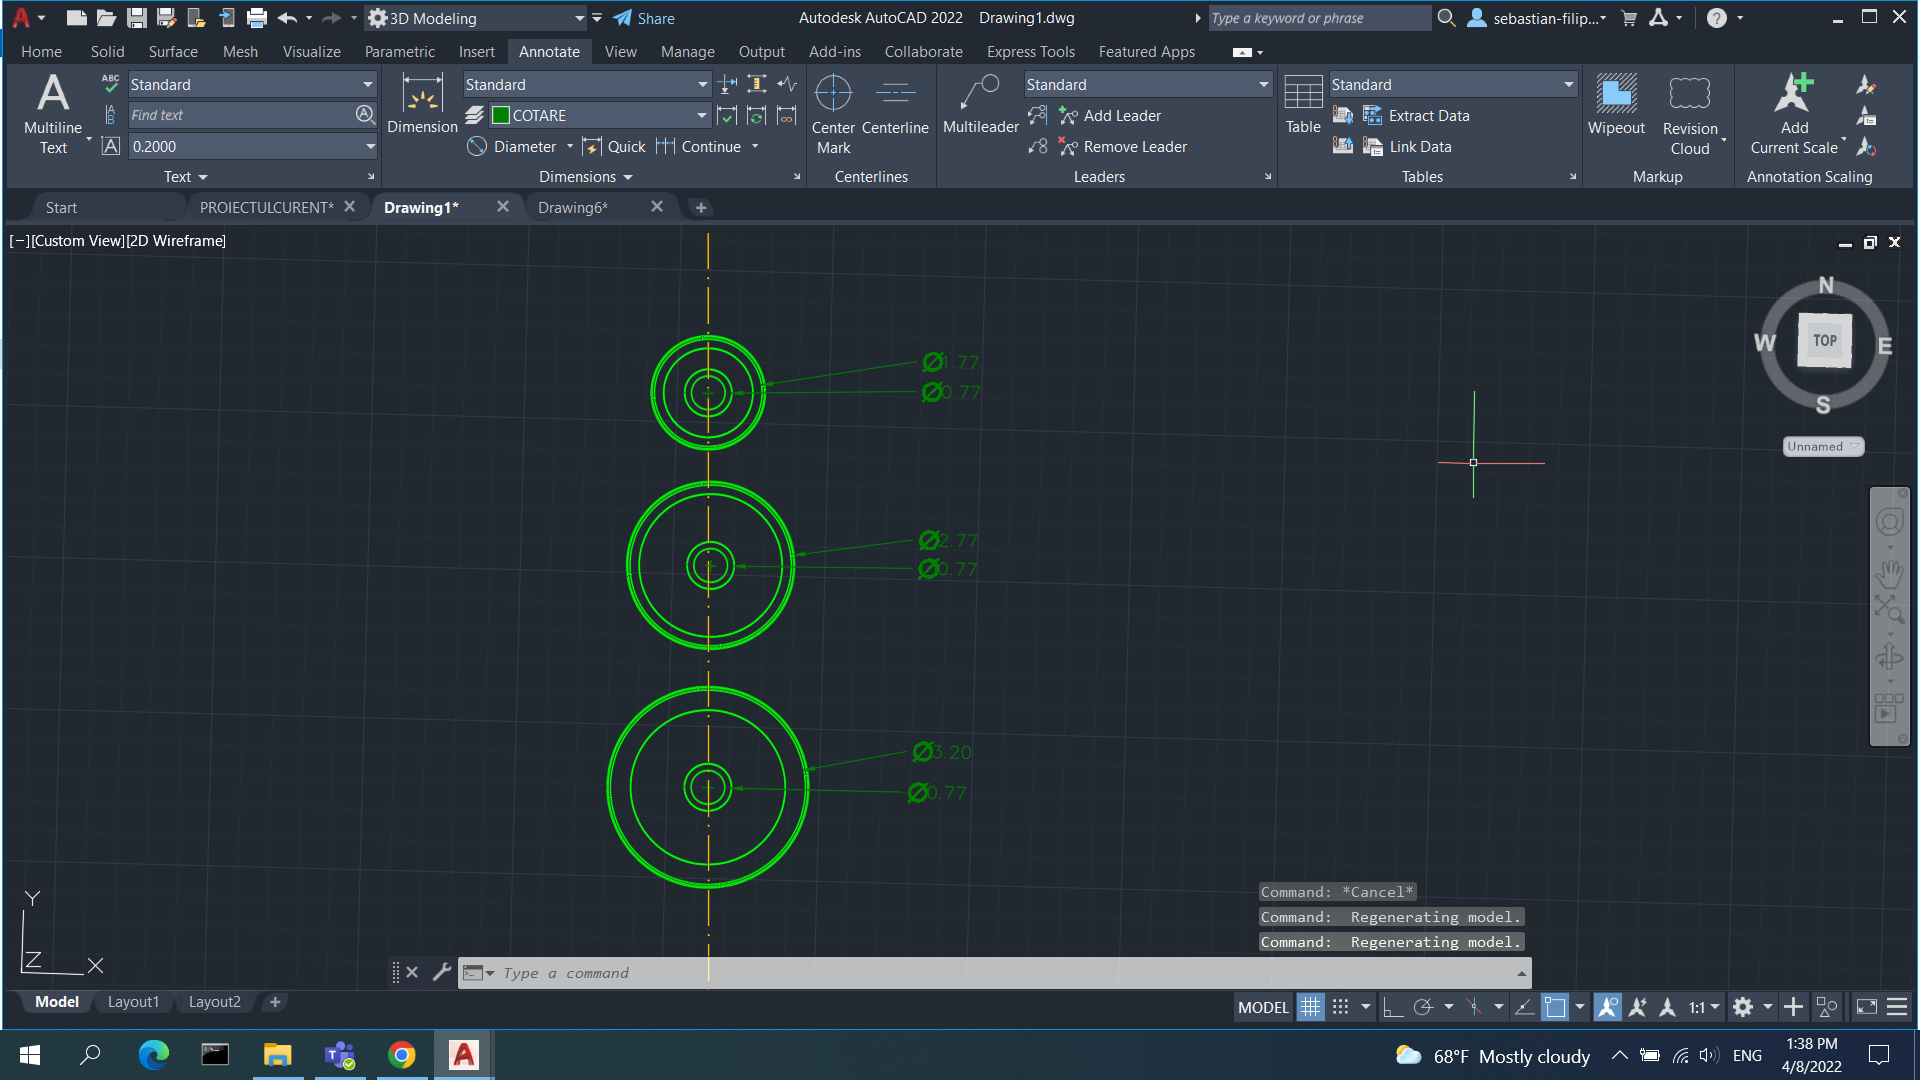 3D Modeling
Share
Autodesk AutoCAD 2022 Drawing1.dwg
Type a keyword or phrase
sebastian-filip...
Home Solid Surface Mesh Visualize Parametric Insert Annotate View Manage Output Add-ins Collaborate Express Tools Featured Apps
Multiline
Text
ABC
Standard
Find text
0.2000
Text
Dimension
Standard
COTARE
Diameter
Quick
Continue
Dimensions
Center
Mark
Centerline
Centerlines
Multileader
Standard
Add Leader
Remove Leader
Leaders
Table
Standard
Extract Data
Link Data
Tables
Wipeout
Revision
Cloud
Markup
Add
Current Scale
Annotation Scaling
Start
PROIECTULCURENT*
Drawing1*
Drawing6*
[−][Custom View][2D Wireframe]
N
W
TOP
E
S
Unnamed
Ø1.77
Ø0.77
Ø2.77
Ø0.77
Ø3.20
Ø0.77
Y
Z
X
Command: *Cancel*
Command: Regenerating model.
Command: Regenerating model.
Type a command
Model Layout1 Layout2
MODEL
1:1
68°F Mostly cloudy
ENG
1:38 PM
4/8/2022